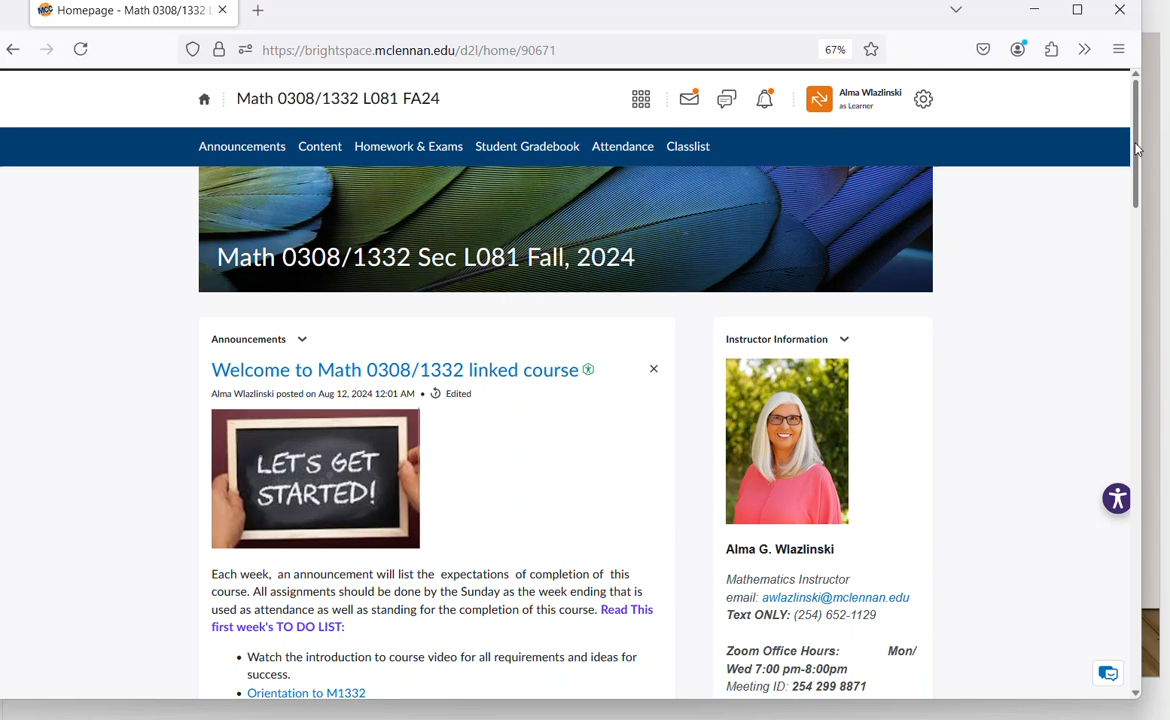 Homepage - Math 0308/1332 L
https://brightspace.mclennan.edu/d2l/home/90671
67%
Math 0308/1332 L081 FA24
Alma Wlazlinski
as Learner
Announcements Content Homework & Exams Student Gradebook Attendance Classlist
Math 0308/1332 Sec L081 Fall, 2024
Announcements
Welcome to Math 0308/1332 linked course
Alma Wlazlinski posted on Aug 12, 2024 12:01 AM • Edited
LET'S GET
STARTED!
Each week, an announcement will list the expectations of completion of this
course. All assignments should be done by the Sunday as the week ending that is
used as attendance as well as standing for the completion of this course. Read This
first week's TO DO LIST:
• Watch the introduction to course video for all requirements and ideas for
success.
• Orientation to M1332
Instructor Information
Alma G. Wlazlinski
Mathematics Instructor
email: awlazlinski@mclennan.edu
Text ONLY: (254) 652-1129
Zoom Office Hours: Mon/
Wed 7:00 pm-8:00pm
Meeting ID: 254 299 8871